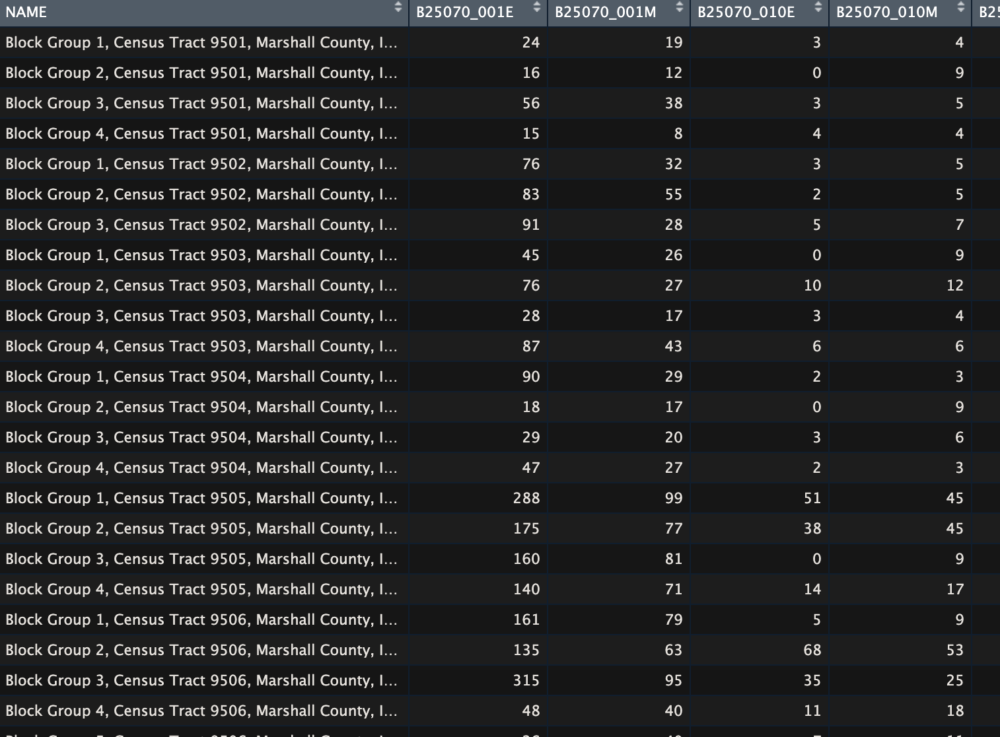 NAME B25070_001E B25070_001M B25070_010E B25070_010M
Block Group 1, Census Tract 9501, Marshall County, I... 24 19 3 4
Block Group 2, Census Tract 9501, Marshall County, I... 16 12 0 9
Block Group 3, Census Tract 9501, Marshall County, I... 56 38 3 5
Block Group 4, Census Tract 9501, Marshall County, I... 15 8 4 4
Block Group 1, Census Tract 9502, Marshall County, I... 76 32 3 5
Block Group 2, Census Tract 9502, Marshall County, I... 83 55 2 5
Block Group 3, Census Tract 9502, Marshall County, I... 91 28 5 7
Block Group 1, Census Tract 9503, Marshall County, I... 45 26 0 9
Block Group 2, Census Tract 9503, Marshall County, I... 76 27 10 12
Block Group 3, Census Tract 9503, Marshall County, I... 28 17 3 4
Block Group 4, Census Tract 9503, Marshall County, I... 87 43 6 6
Block Group 1, Census Tract 9504, Marshall County, I... 90 29 2 3
Block Group 2, Census Tract 9504, Marshall County, I... 18 17 0 9
Block Group 3, Census Tract 9504, Marshall County, I... 29 20 3 6
Block Group 4, Census Tract 9504, Marshall County, I... 47 27 2 3
Block Group 1, Census Tract 9505, Marshall County, I... 288 99 51 45
Block Group 2, Census Tract 9505, Marshall County, I... 175 77 38 45
Block Group 3, Census Tract 9505, Marshall County, I... 160 81 0 9
Block Group 4, Census Tract 9505, Marshall County, I... 140 71 14 17
Block Group 1, Census Tract 9506, Marshall County, I... 161 79 5 9
Block Group 2, Census Tract 9506, Marshall County, I... 135 63 68 53
Block Group 3, Census Tract 9506, Marshall County, I... 315 95 35 25
Block Group 4, Census Tract 9506, Marshall County, I... 48 40 11 18